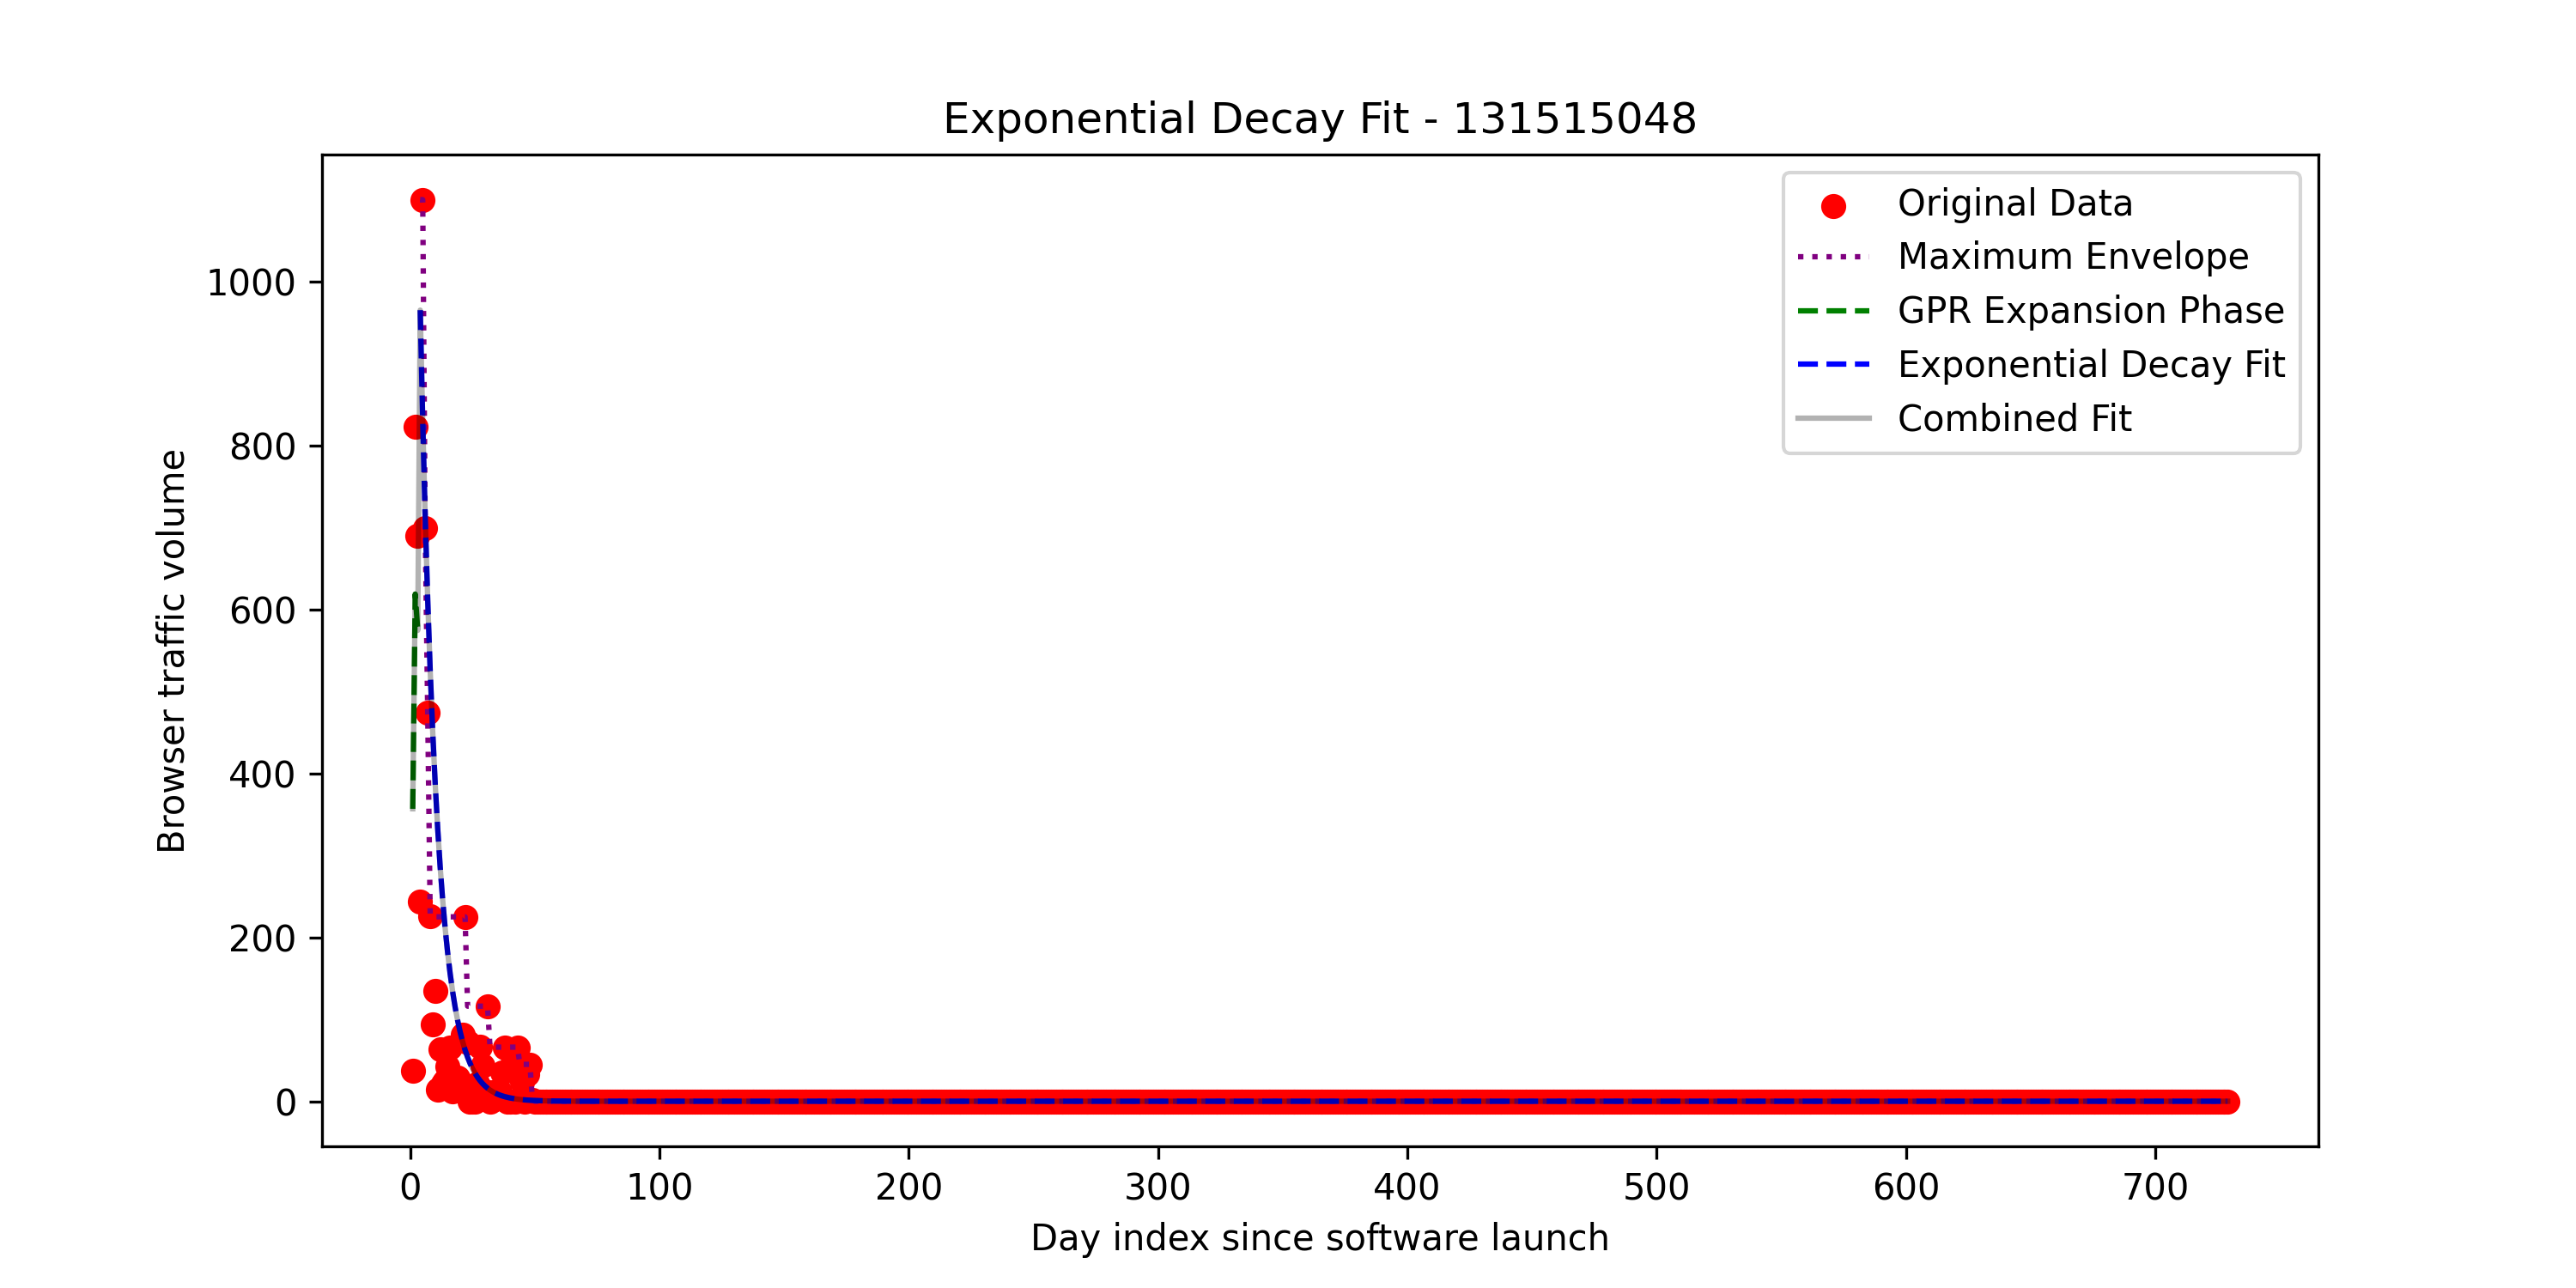 Exponential Decay Fit - 131515048
Original Data
Maximum Envelope
GPR Expansion Phase
Exponential Decay Fit
Combined Fit
Browser traffic volume
1000
800
600
400
200
0
0 100 200 300 400 500 600 700
Day index since software launch